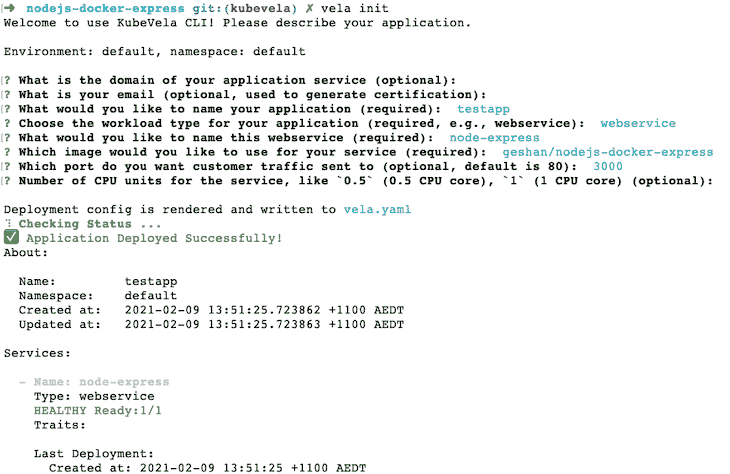 ➜ nodejs-docker-express git:(kubevela) ✗ vela init
Welcome to use KubeVela CLI! Please describe your application.
Environment: default, namespace: default
? What is the domain of your application service (optional):
? What is your email (optional, used to generate certification):
? What would you like to name your application (required): testapp
? Choose the workload type for your application (required, e.g., webservice): webservice
? What would you like to name this webservice (required): node-express
? Which image would you like to use for your service (required): geshan/nodejs-docker-express
? Which port do you want customer traffic sent to (optional, default is 80): 3000
? Number of CPU units for the service, like `0.5` (0.5 CPU core), `1` (1 CPU core) (optional):
Deployment config is rendered and written to vela.yaml
Checking Status ...
✅ Application Deployed Successfully!
About:
Name: testapp
Namespace: default
Created at: 2021-02-09 13:51:25.723862 +1100 AEDT
Updated at: 2021-02-09 13:51:25.723863 +1100 AEDT
Services:
- Name: node-express
Type: webservice
HEALTHY Ready:1/1
Traits:
Last Deployment:
Created at: 2021-02-09 13:51:25 +1100 AEDT